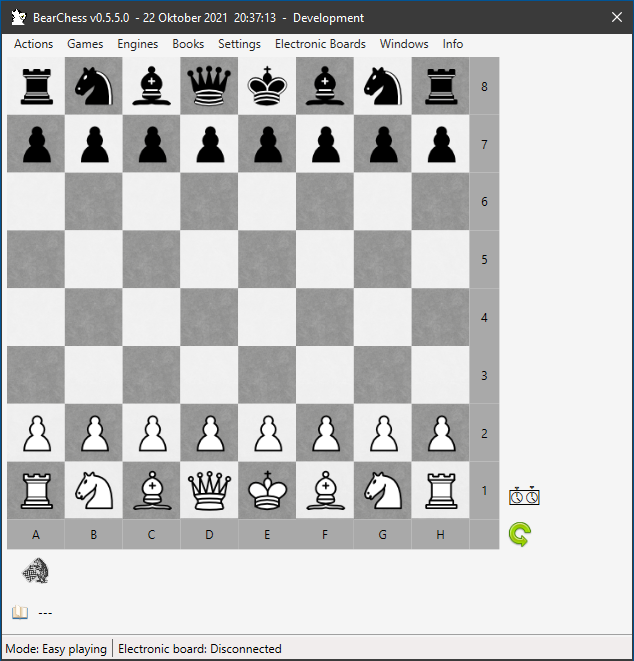 BearChess v0.5.5.0 - 22 Oktober 2021 20:37:13 - Development
Actions Games Engines Books Settings Electronic Boards Windows Info
8
7
6
5
4
3
2
1
A B C D E F G H
---
Mode: Easy playing Electronic board: Disconnected